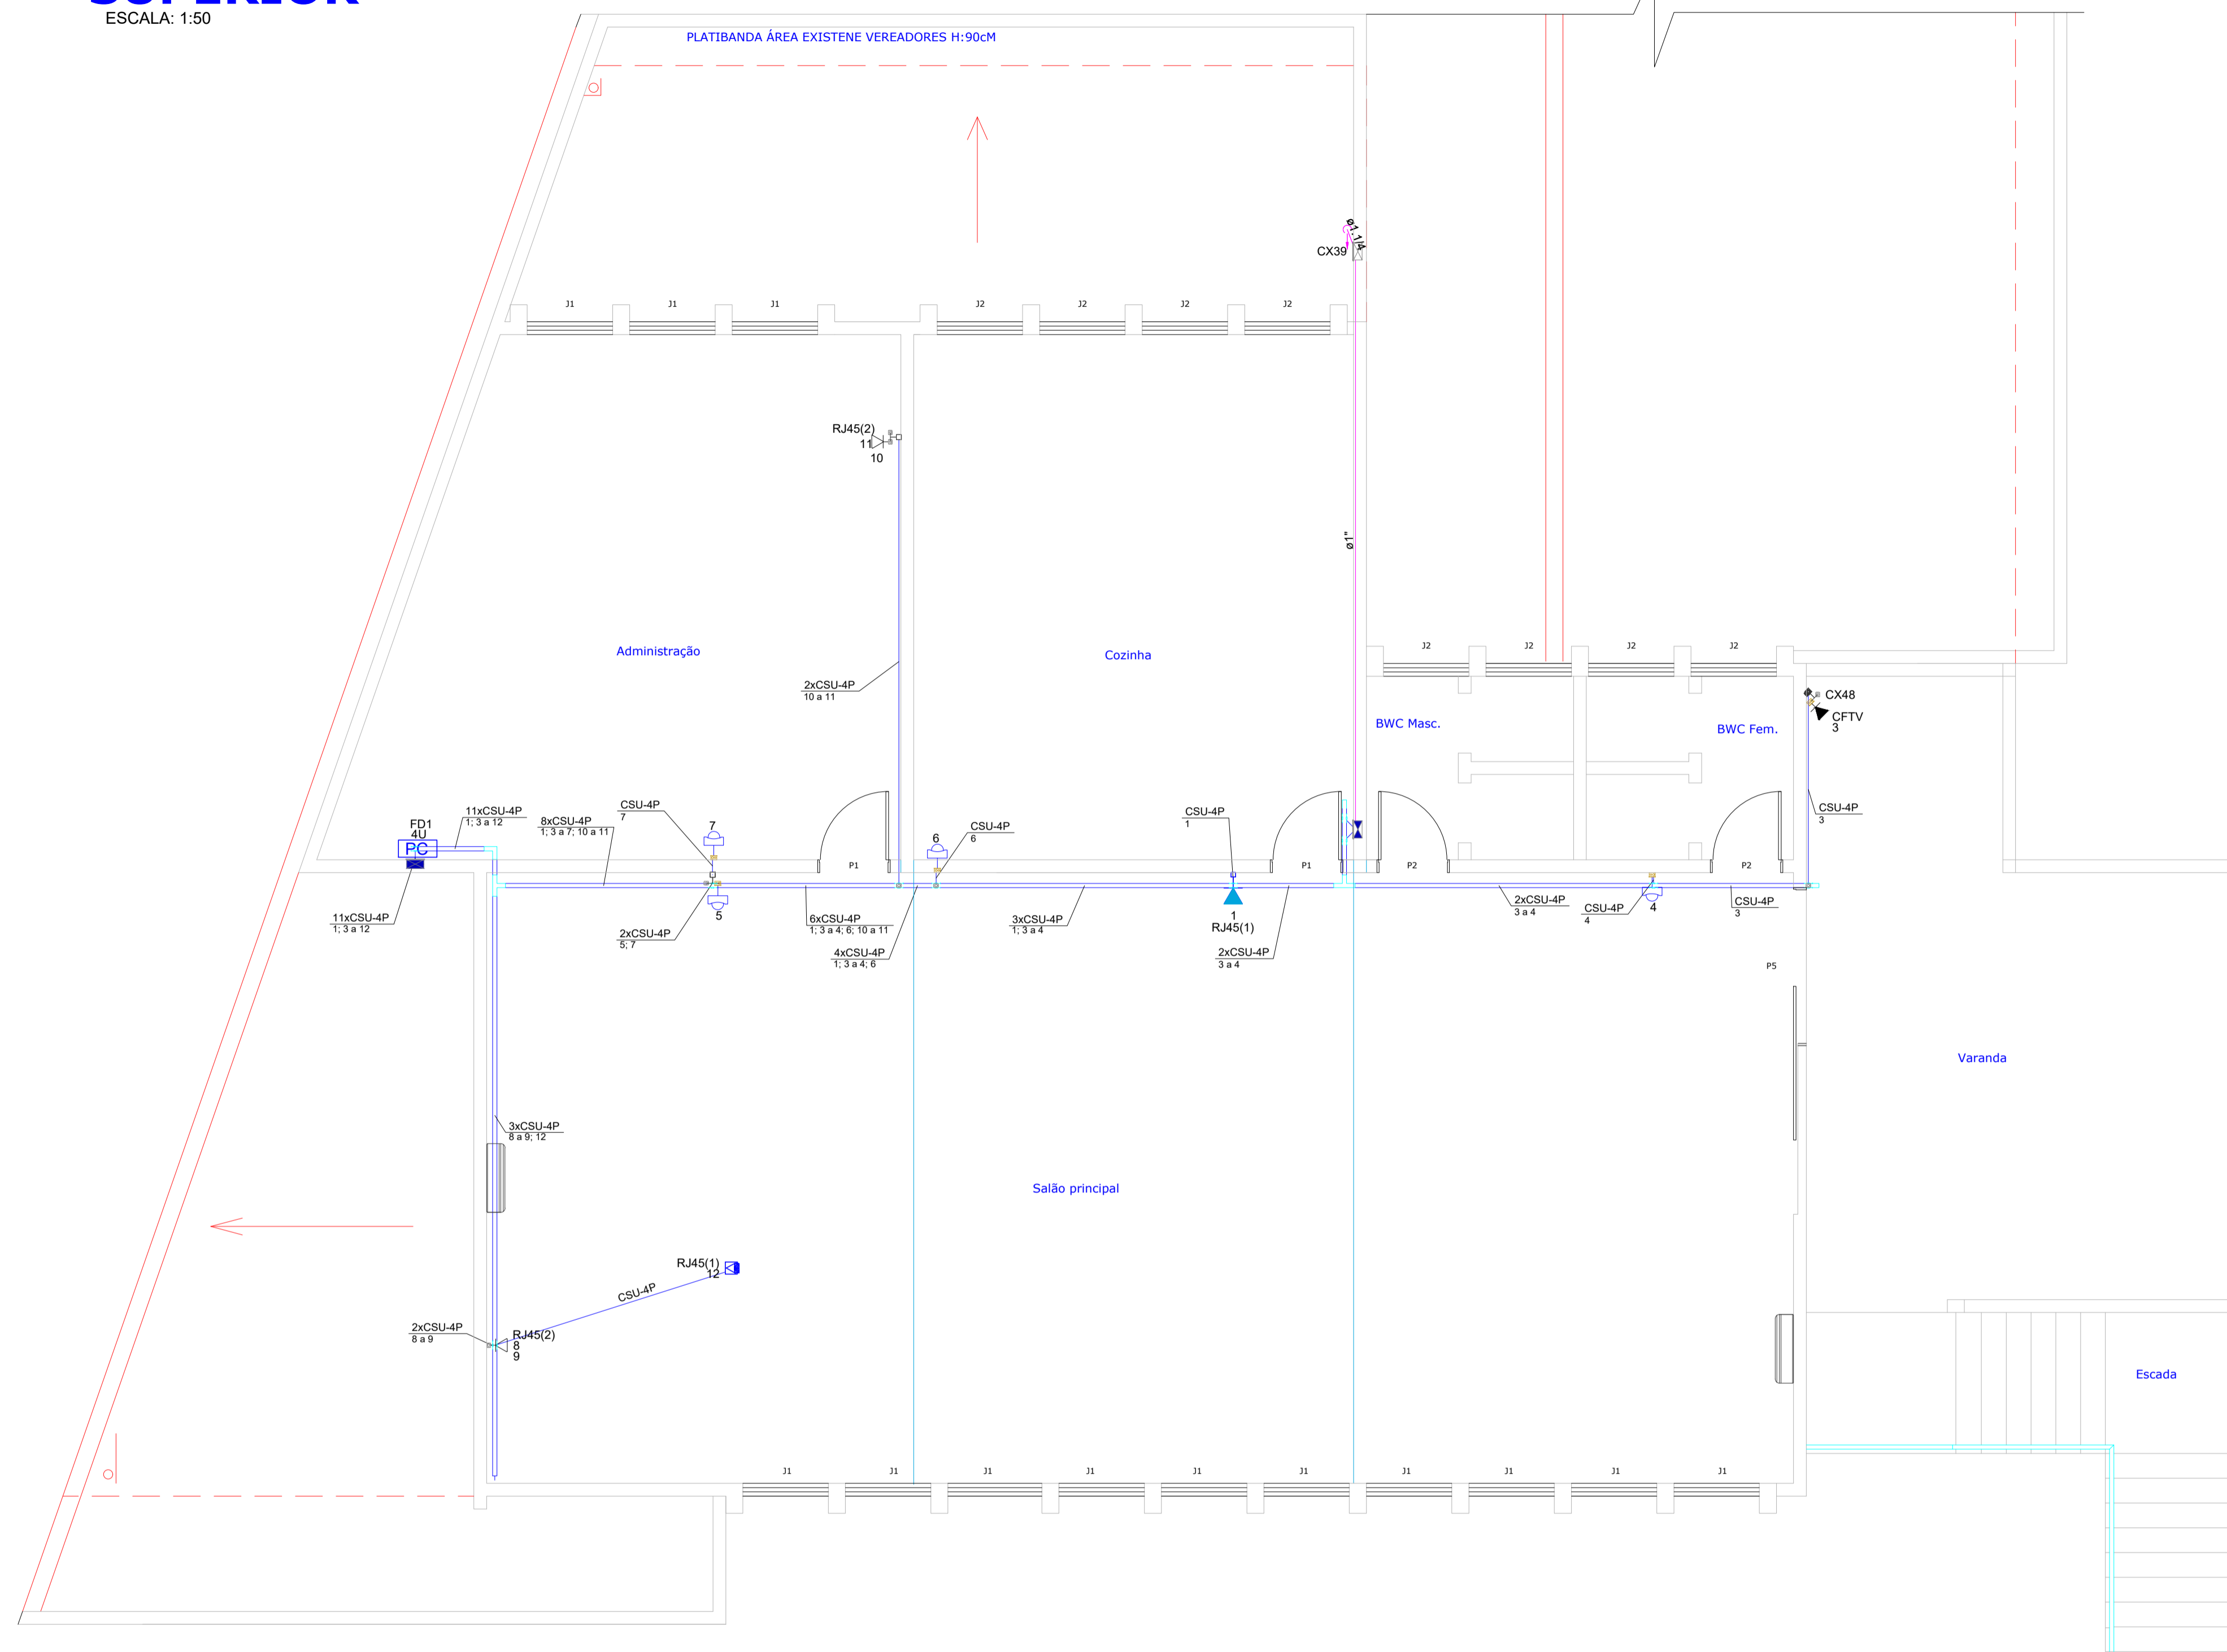 SUPERIOR
ESCALA: 1:50
PLATIBANDA ÁREA EXISTENE VEREADORES H:90cM
ø1.1/4
CX39
J1
J1
J1
J2
J2
J2
J2
RJ45(2)
11
10
ø1"
Administração
Cozinha
J2
J2
J2
J2
2xCSU-4P
10 a 11
CX48
CFTV
3
BWC Masc.
BWC Fem.
11xCSU-4P
1; 3 a 12
FD1
4U
PC
8xCSU-4P
1; 3 a 7; 10 a 11
CSU-4P
7
7
6
CSU-4P
6
CSU-4P
1
CSU-4P
3
P1
P1
P2
P2
11xCSU-4P
1; 3 a 12
5
2xCSU-4P
5; 7
6xCSU-4P
1; 3 a 4; 6; 10 a 11
4xCSU-4P
1; 3 a 4; 6
3xCSU-4P
1; 3 a 4
1
RJ45(1)
2xCSU-4P
3 a 4
2xCSU-4P
3 a 4
CSU-4P
4
4
CSU-4P
3
P5
Varanda
3xCSU-4P
8 a 9; 12
Salão principal
RJ45(1)
12
CSU-4P
2xCSU-4P
8 a 9
RJ45(2)
8
9
Escada
J1
J1
J1
J1
J1
J1
J1
J1
J1
J1